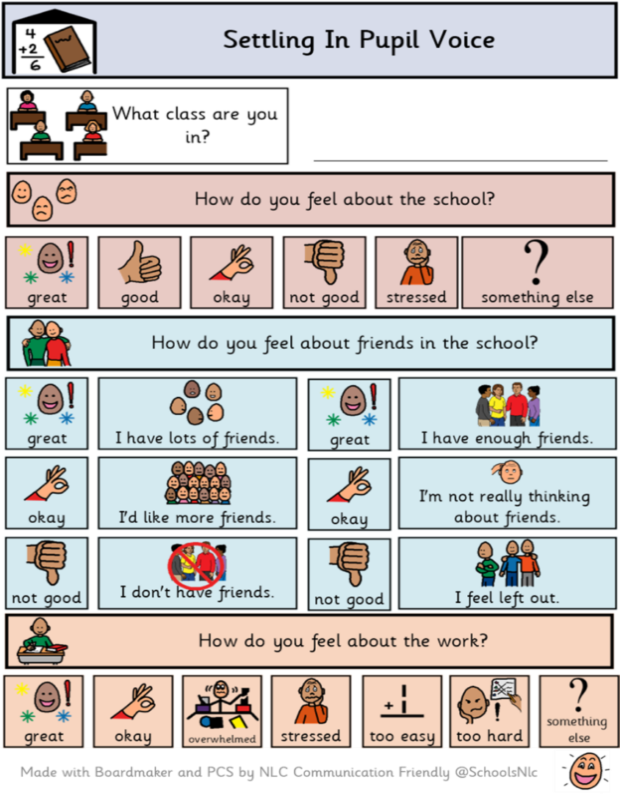 4
+2
6
Settling In Pupil Voice
What class are you
in?
How do you feel about the school?
great
good
okay
not good
stressed
?
something else
How do you feel about friends in the school?
great
I have lots of friends.
great
I have enough friends.
okay
I'd like more friends.
okay
I'm not really thinking
about friends.
not good
I don't have friends.
not good
I feel left out.
How do you feel about the work?
great
okay
overwhelmed
stressed
too easy
too hard
?
something
else
Made with Boardmaker and PCS by NLC Communication Friendly @SchoolsNlc